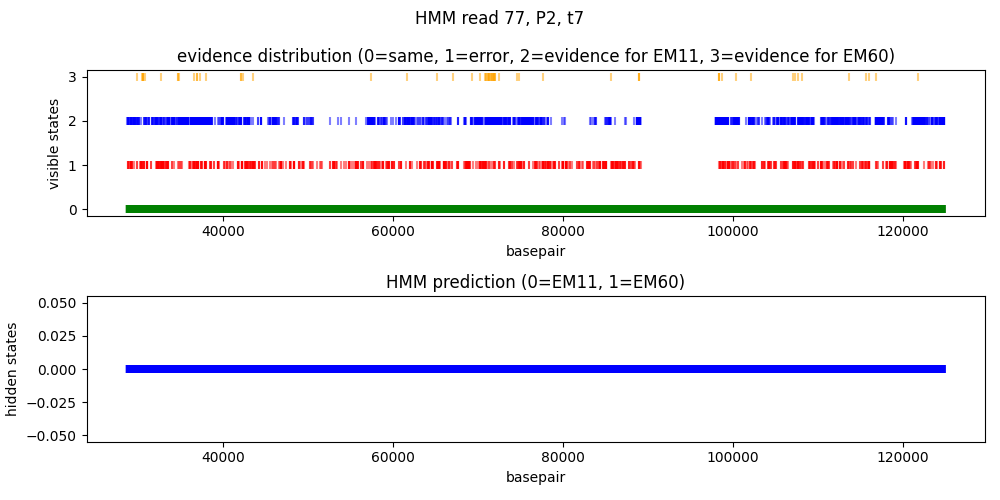 HMM read 77, P2, t7
evidence distribution (0=same, 1=error, 2=evidence for EM11, 3=evidence for EM60)
visible states
3
2
1
0
40000 60000 80000 100000 120000
basepair
HMM prediction (0=EM11, 1=EM60)
hidden states
0.050
0.025
0.000
−0.025
−0.050
40000 60000 80000 100000 120000
basepair